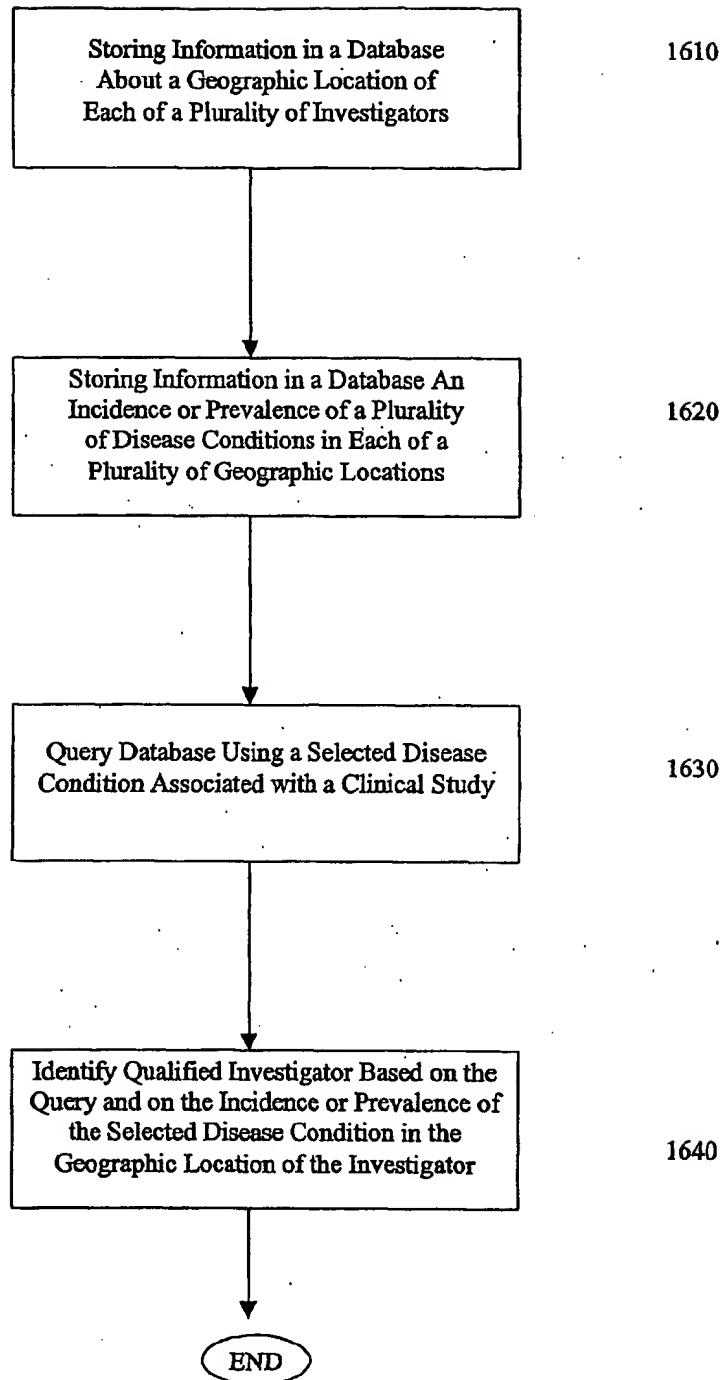 Storing Information in a Database
About a Geographic Location of
Each of a Plurality of Investigators
1610
Storing Information in a Database An
Incidence or Prevalence of a Plurality
of Disease Conditions in Each of a
Plurality of Geographic Locations
1620
Query Database Using a Selected Disease
Condition Associated with a Clinical Study
1630
Identify Qualified Investigator Based on the
Query and on the Incidence or Prevalence of
the Selected Disease Condition in the
Geographic Location of the Investigator
1640
END